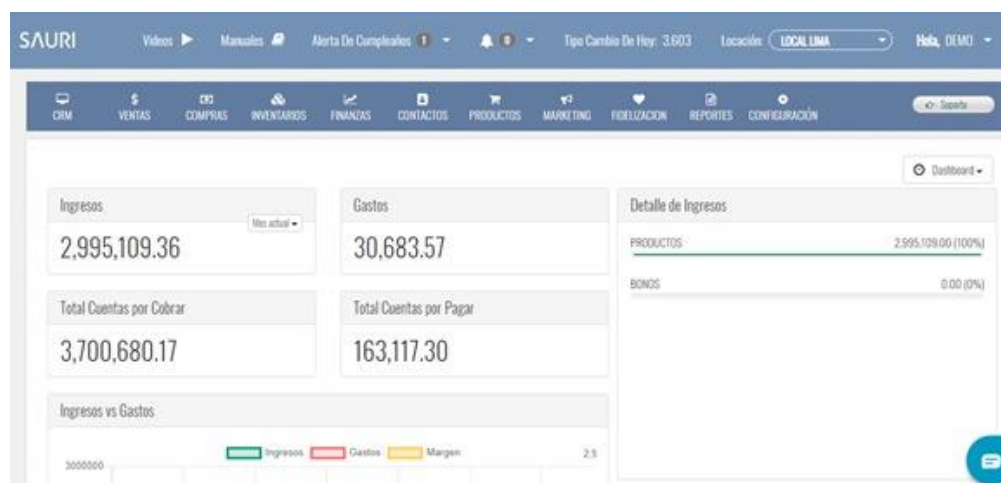 SAURI
Videos
Manuales
Alerta De Cumpleaños 1
0
Tipo Cambio De Hoy: 3.603
Locación: LOCAL LIMA
Hola, DEMO
CRM
VENTAS
COMPRAS
INVENTARIOS
FINANZAS
CONTACTOS
PRODUCTOS
MARKETING
FIDELIZACION
REPORTES
CONFIGURACIÓN
Soporte
Dashboard
Ingresos
Mes actual
2,995,109.36
Gastos
30,683.57
Detalle de Ingresos
PRODUCTOS 2,995,109.00 (100%)
BONOS 0.00 (0%)
Total Cuentas por Cobrar
3,700,680.17
Total Cuentas por Pagar
163,117.30
Ingresos vs Gastos
Ingresos Gastos Margen
3000000
2.5